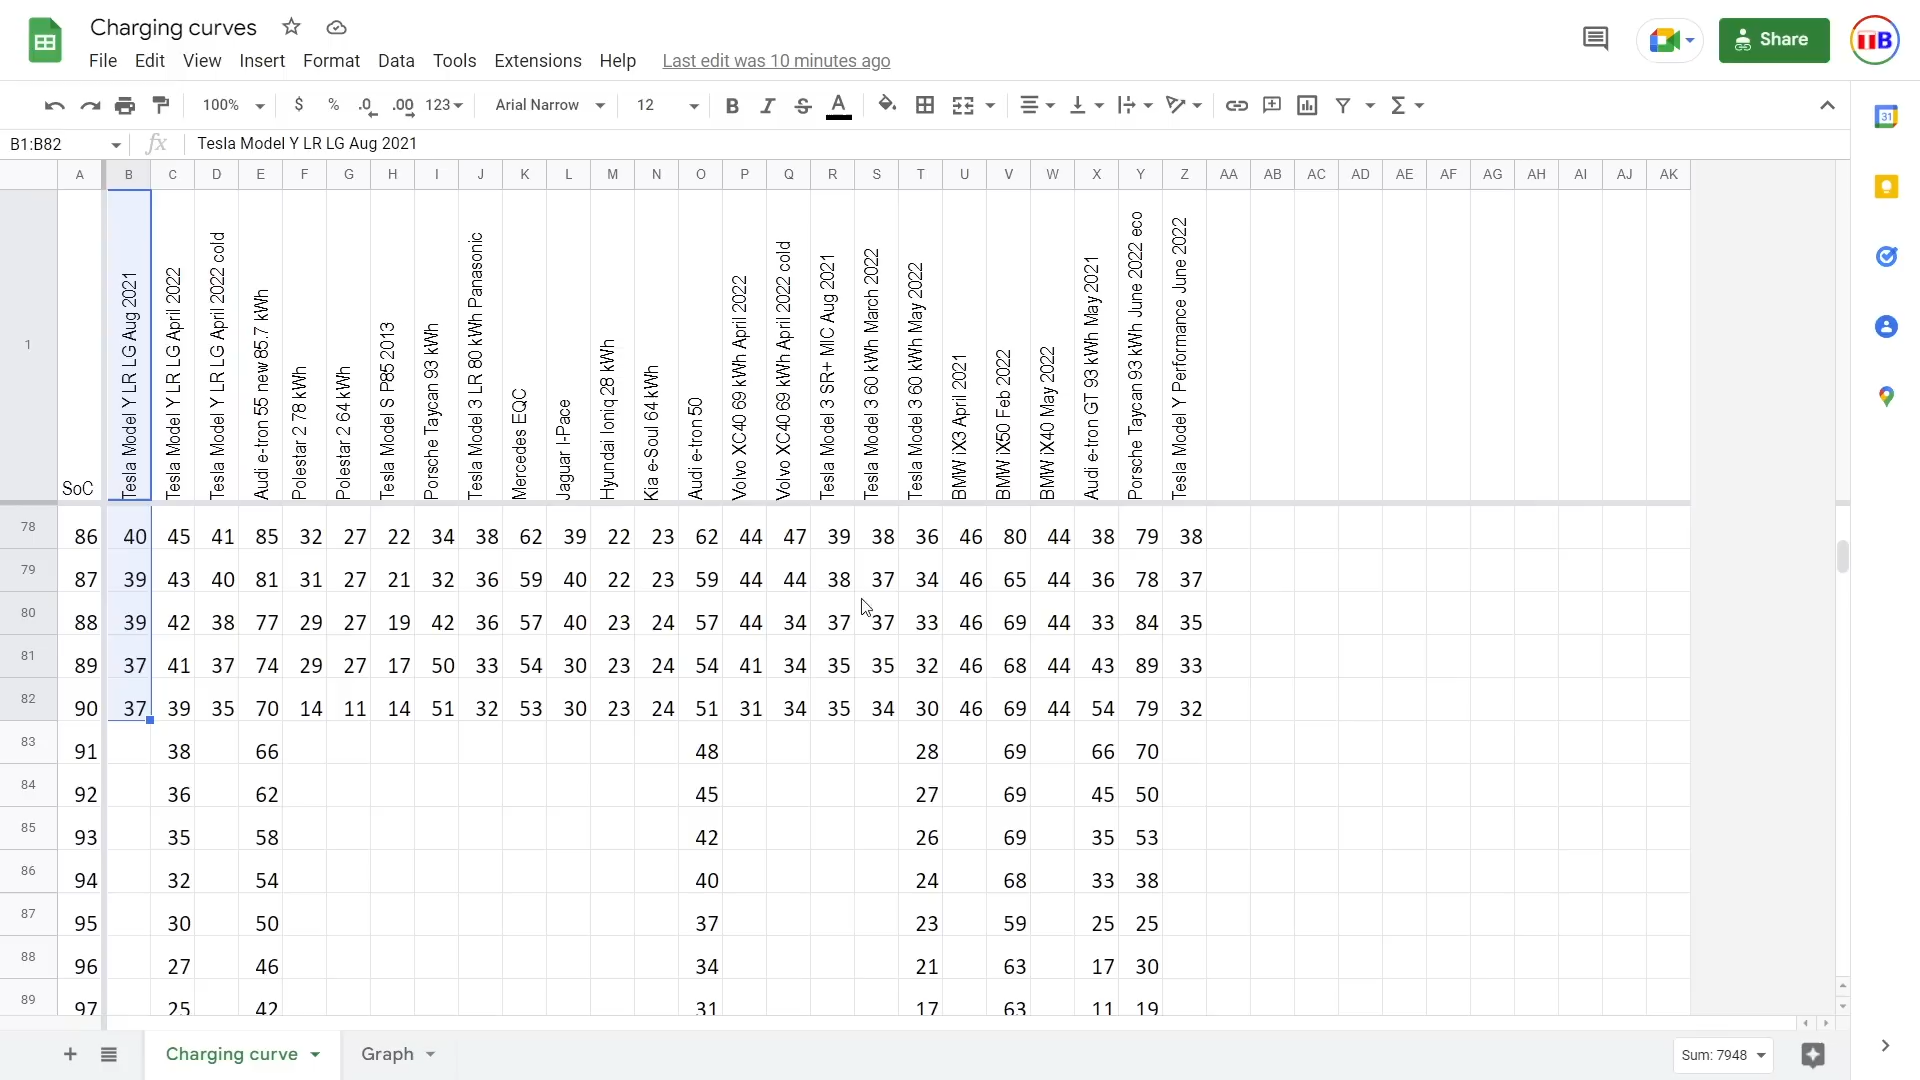 Charging curves
File Edit View Insert Format Data Tools Extensions Help Last edit was 10 minutes ago
Share
100% $ % .0 .00 123 Arial Narrow 12 B I S A
B1:B82 fx Tesla Model Y LR LG Aug 2021
A B C D E F G H I J K L M N O P Q R S T U V W X Y Z AA AB AC AD AE AF AG AH AI AJ AK
1
SoC
Tesla Model Y LR LG Aug 2021
Tesla Model Y LR LG April 2022
Tesla Model Y LR LG April 2022 cold
Audi e-tron 55 new 85.7 kWh
Polestar 2 78 kWh
Polestar 2 64 kWh
Tesla Model S P85 2013
Porsche Taycan 93 kWh
Tesla Model 3 LR 80 kWh Panasonic
Mercedes EQC
Jaguar I-Pace
Hyundai Ioniq 28 kWh
Kia e-Soul 64 kWh
Audi e-tron 50
Volvo XC40 69 kWh April 2022
Volvo XC40 69 kWh April 2022 cold
Tesla Model 3 SR+ MIC Aug 2021
Tesla Model 3 60 kWh March 2022
Tesla Model 3 60 kWh May 2022
BMW iX3 April 2021
BMW iX50 Feb 2022
BMW iX40 May 2022
Audi e-tron GT 93 kWh May 2021
Porsche Taycan 93 kWh June 2022 eco
Tesla Model Y Performance June 2022
78 86 40 45 41 85 32 27 22 34 38 62 39 22 23 62 44 47 39 38 36 46 80 44 38 79 38
79 87 39 43 40 81 31 27 21 32 36 59 40 22 23 59 44 44 38 37 34 46 65 44 36 78 37
80 88 39 42 38 77 29 27 19 42 36 57 40 23 24 57 44 34 37 37 33 46 69 44 33 84 35
81 89 37 41 37 74 29 27 17 50 33 54 30 23 24 54 41 34 35 35 32 46 68 44 43 89 33
82 90 37 39 35 70 14 11 14 51 32 53 30 23 24 51 31 34 35 34 30 46 69 44 54 79 32
83 91 38 66 48 28 69 66 70
84 92 36 62 45 27 69 45 50
85 93 35 58 42 26 69 35 53
86 94 32 54 40 24 68 33 38
87 95 30 50 37 23 59 25 25
88 96 27 46 34 21 63 17 30
89 97 25 42 31 17 63 11 19
Charging curve Graph Sum: 7948